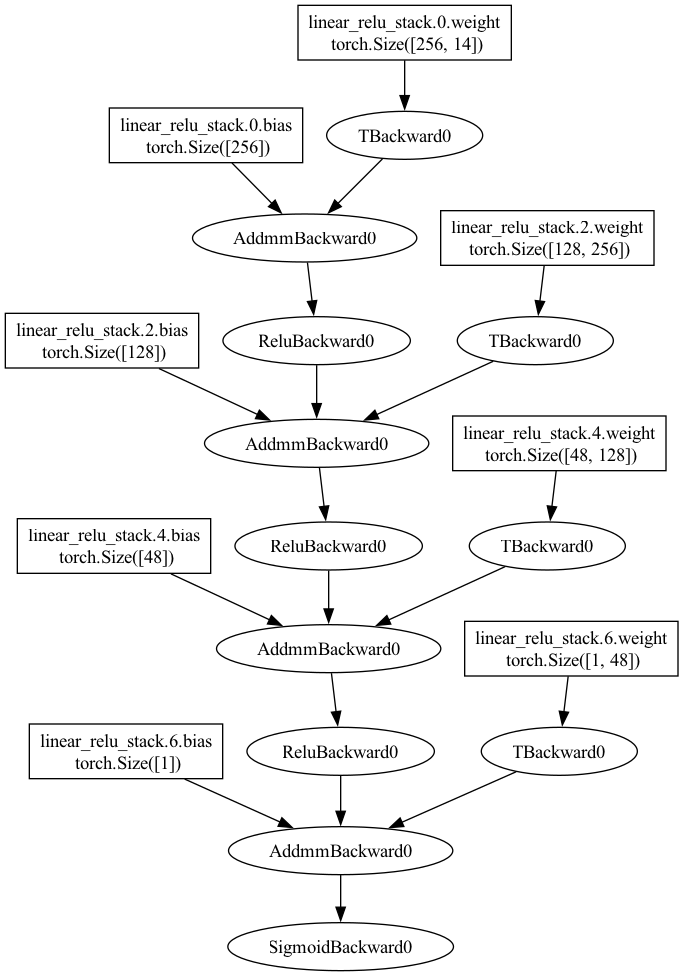 linear_relu_stack.0.weight
torch.Size([256, 14])
linear_relu_stack.0.bias
torch.Size([256])
TBackward0
AddmmBackward0
linear_relu_stack.2.weight
torch.Size([128, 256])
linear_relu_stack.2.bias
torch.Size([128])
ReluBackward0
TBackward0
AddmmBackward0
linear_relu_stack.4.weight
torch.Size([48, 128])
linear_relu_stack.4.bias
torch.Size([48])
ReluBackward0
TBackward0
AddmmBackward0
linear_relu_stack.6.weight
torch.Size([1, 48])
linear_relu_stack.6.bias
torch.Size([1])
ReluBackward0
TBackward0
AddmmBackward0
SigmoidBackward0